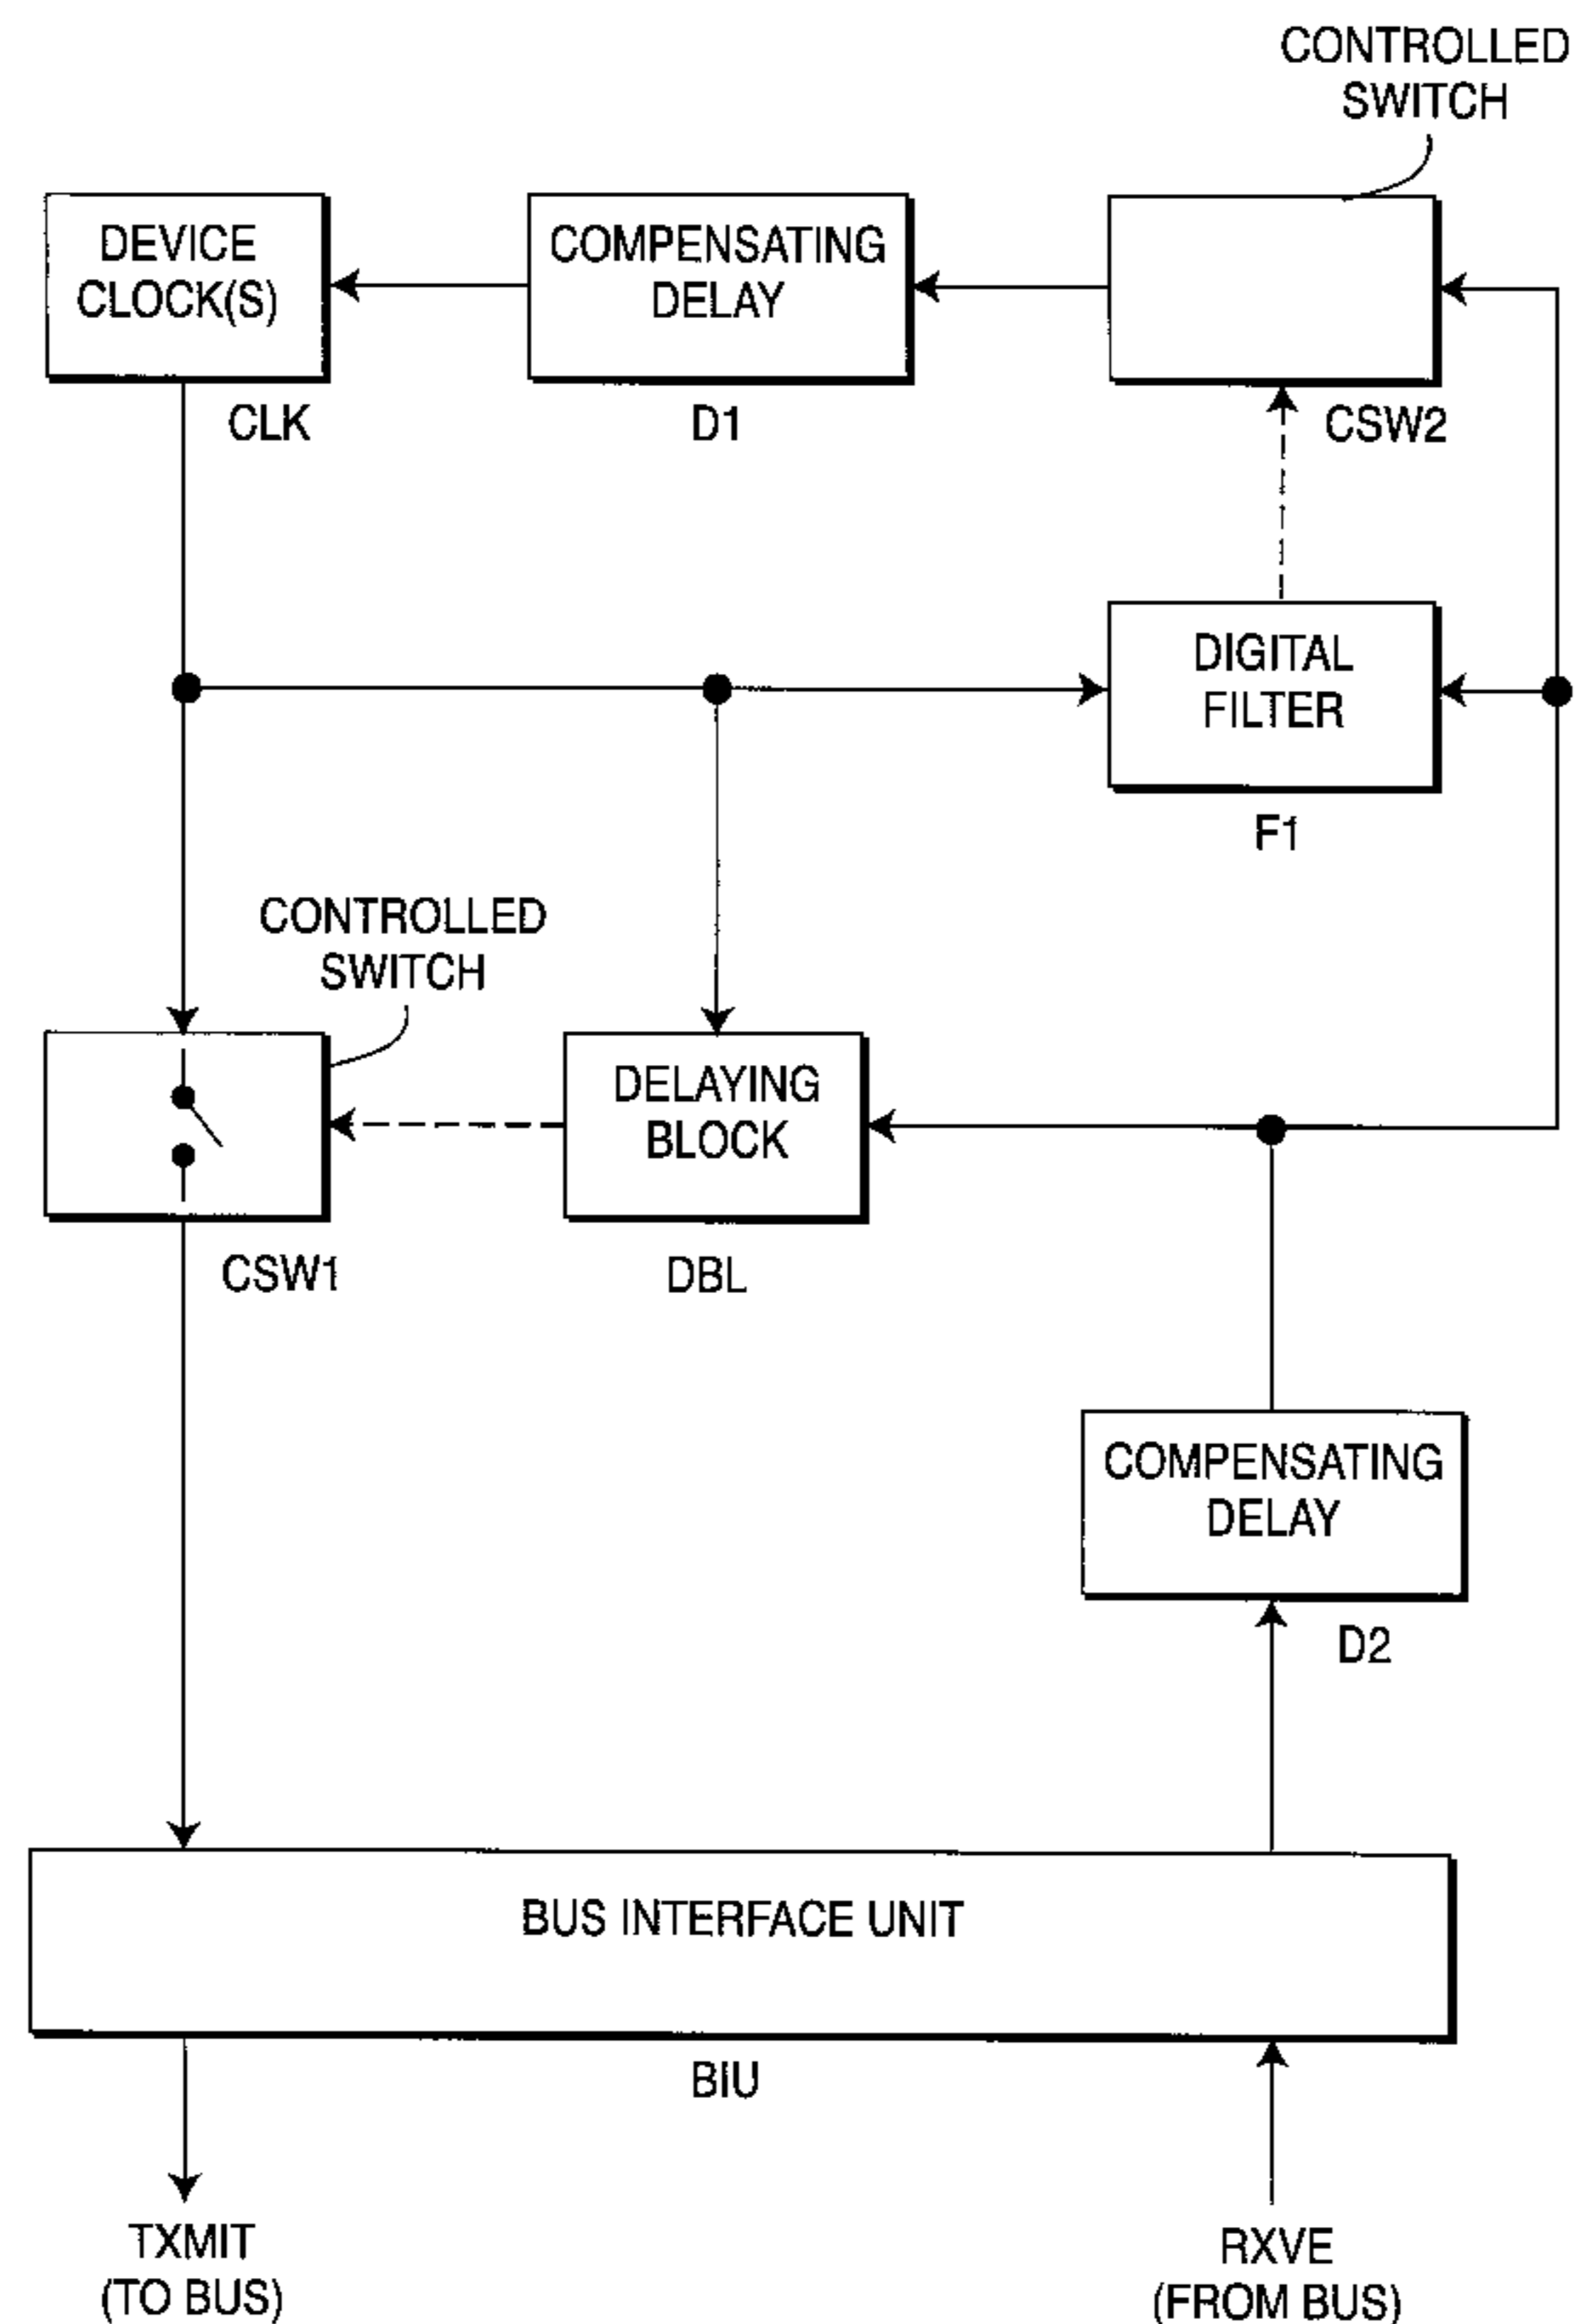 CONTROLLED
SWITCH
DEVICE
CLOCK(S)
CLK
COMPENSATING
DELAY
D1
CSW2
DIGITAL
FILTER
F1
CONTROLLED
SWITCH
CSW1
DELAYING
BLOCK
DBL
COMPENSATING
DELAY
D2
BUS INTERFACE UNIT
BIU
TXMIT
(TO BUS)
RXVE
(FROM BUS)